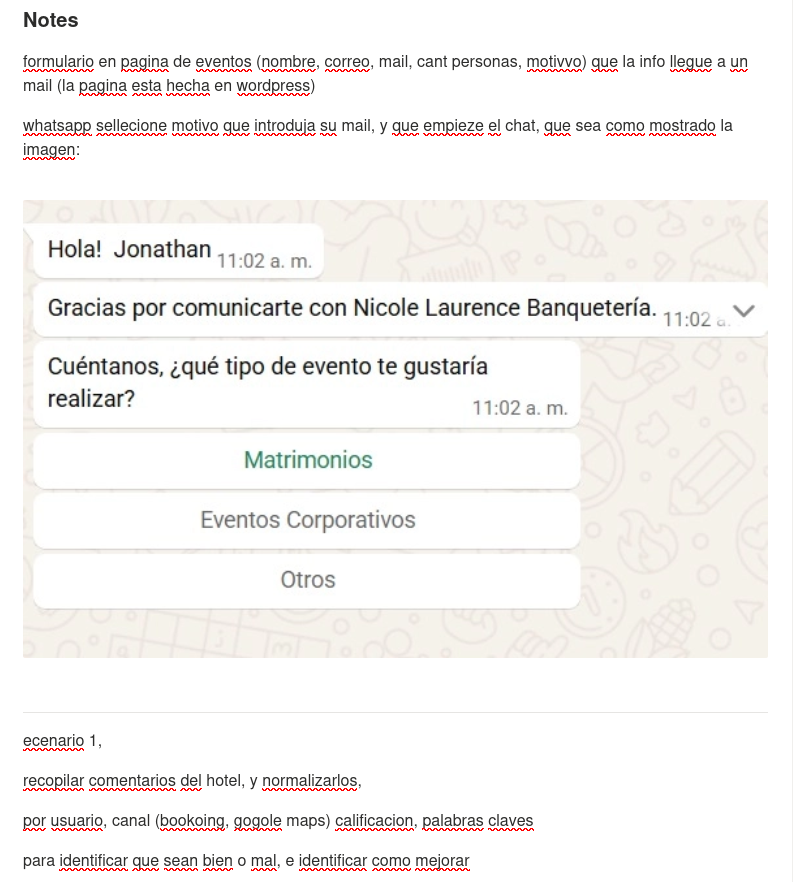 Notes
formulario en pagina de eventos (nombre, correo, mail, cant personas, motivvo) que la info llegue a un
mail (la pagina esta hecha en wordpress)
whatsapp sellecione motivo que introduja su mail, y que empieze el chat, que sea como mostrado la
imagen:
Hola!  Jonathan 11:02 a. m.
Gracias por comunicarte con Nicole Laurence Banquetería. 11:02 a.
Cuéntanos, ¿qué tipo de evento te gustaría
realizar? 11:02 a. m.
Matrimonios
Eventos Corporativos
Otros
ecenario 1,
recopilar comentarios del hotel, y normalizarlos,
por usuario, canal (bookoing, gogole maps) calificacion, palabras claves
para identificar que sean bien o mal, e identificar como mejorar